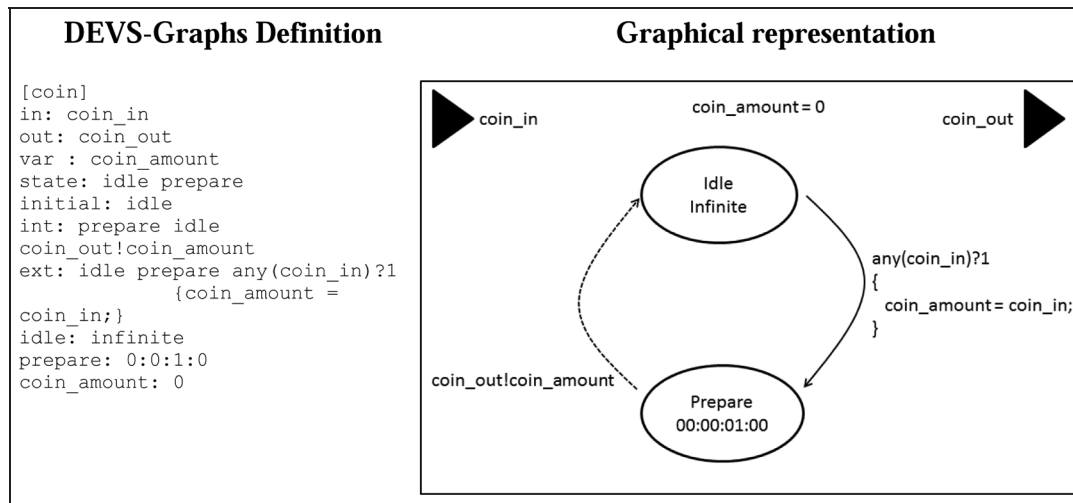 DEVS-Graphs Definition
Graphical representation
[coin]
in: coin_in
out: coin_out
var : coin_amount
state: idle prepare
initial: idle
int: prepare idle
coin_out!coin_amount
ext: idle prepare any(coin_in)?1
{coin_amount =
coin_in;}
idle: infinite
prepare: 0:0:1:0
coin_amount: 0
coin_in
coin_amount = 0
coin_out
Idle
Infinite
any(coin_in)?1
{
coin_amount = coin_in;
}
coin_out!coin_amount
Prepare
00:00:01:00